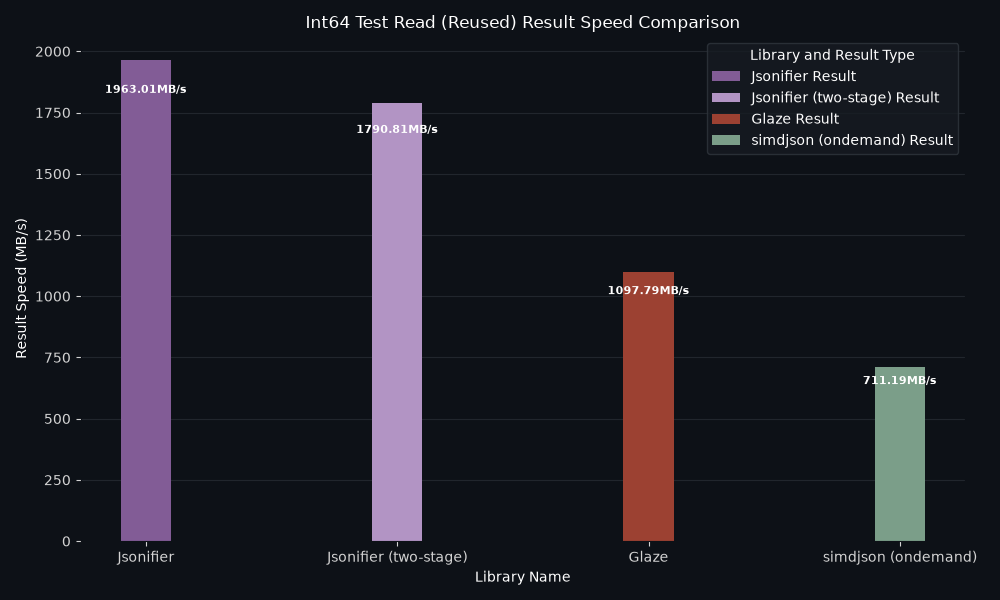 Int64 Test Read (Reused) Result Speed Comparison
Library and Result Type
Jsonifier Result
Jsonifier (two-stage) Result
Glaze Result
simdjson (ondemand) Result
Result Speed (MB/s)
2000
1750
1500
1250
1000
750
500
250
0
1963.01MB/s
1790.81MB/s
1097.79MB/s
711.19MB/s
Jsonifier
Jsonifier (two-stage)
Glaze
simdjson (ondemand)
Library Name